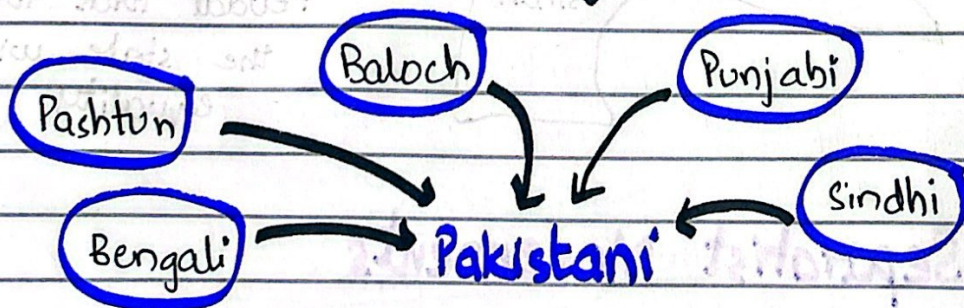 Baloch
Punjabi
Pashtun
Sindhi
Bengali
Pakistani